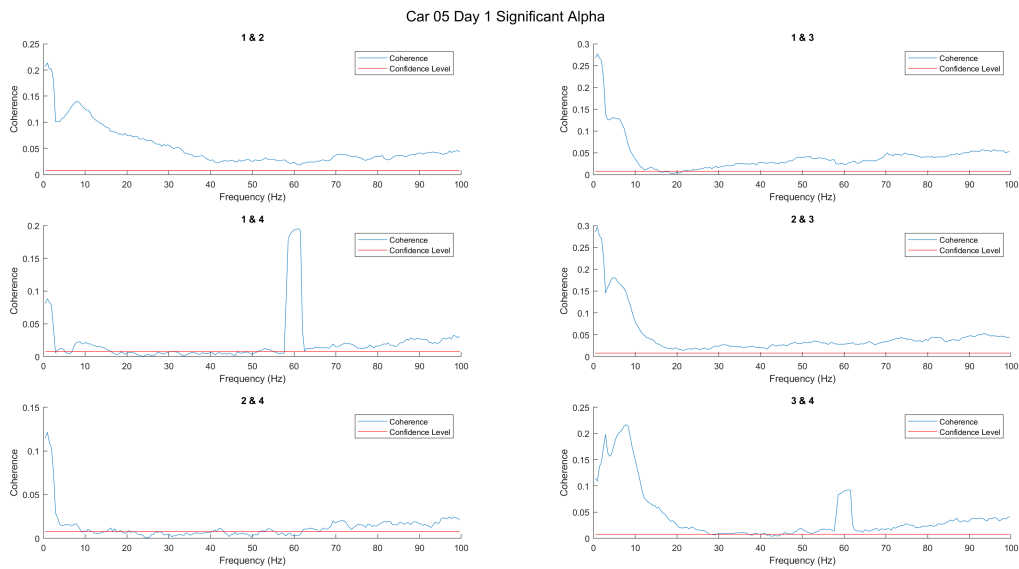 Car 05 Day 1 Significant Alpha
1 & 2
Coherence
0.25
0.2
0.15
0.1
0.05
0
Coherence
Confidence Level
0 10 20 30 40 50 60 70 80 90 100
Frequency (Hz)
1 & 3
Coherence
0.3
0.25
0.2
0.15
0.1
0.05
0
Coherence
Confidence Level
0 10 20 30 40 50 60 70 80 90 100
Frequency (Hz)
1 & 4
Coherence
0.2
0.15
0.1
0.05
0
Coherence
Confidence Level
0 10 20 30 40 50 60 70 80 90 100
Frequency (Hz)
2 & 3
Coherence
0.3
0.25
0.2
0.15
0.1
0.05
0
Coherence
Confidence Level
0 10 20 30 40 50 60 70 80 90 100
Frequency (Hz)
2 & 4
Coherence
0.15
0.1
0.05
0
Coherence
Confidence Level
0 10 20 30 40 50 60 70 80 90 100
Frequency (Hz)
3 & 4
Coherence
0.25
0.2
0.15
0.1
0.05
0
Coherence
Confidence Level
0 10 20 30 40 50 60 70 80 90 100
Frequency (Hz)